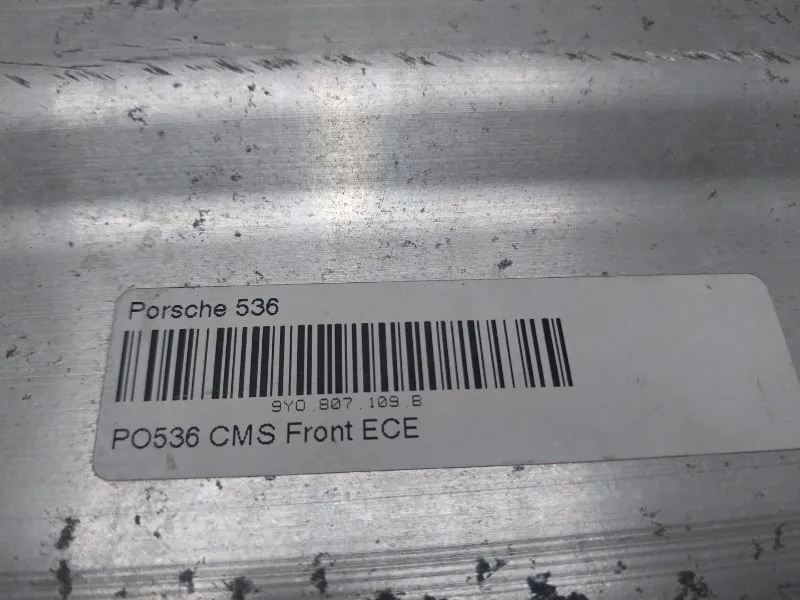 Porsche 536
9Y0.807.109.B
PO536 CMS Front ECE